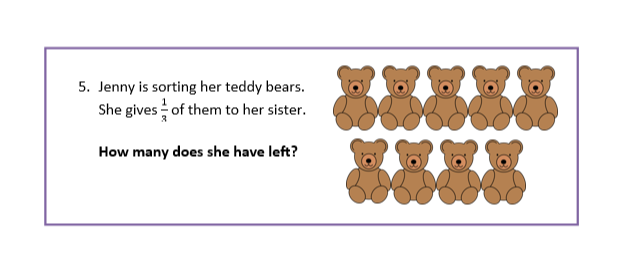 5. Jenny is sorting her teddy bears.
She gives 1/3 of them to her sister.
How many does she have left?